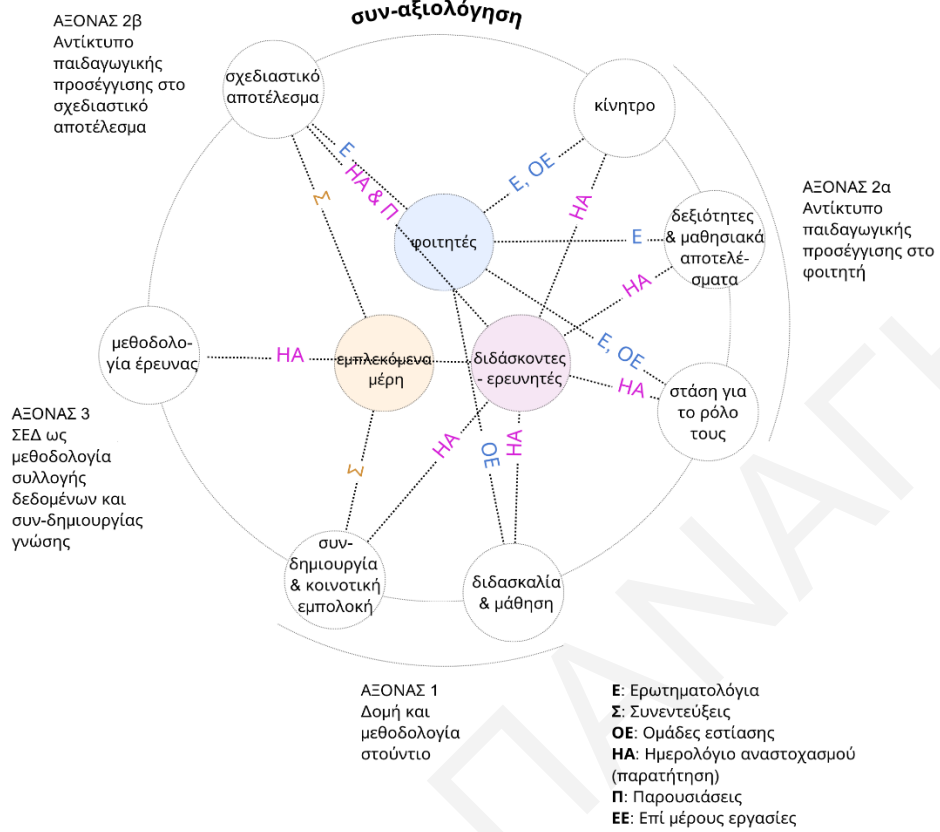 συν-αξιολόγηση
ΑΞΟΝΑΣ 2β
Αντίκτυπο
παιδαγωγικής
προσέγγισης στο
σχεδιαστικό
αποτέλεσμα
σχεδιαστικό
αποτέλεσμα
κίνητρο
Ε
ΗΑ & Π
Ε, ΟΕ
Σ
ΗΑ
φοιτητές
Ε
δεξιότητες
& μαθησιακά
αποτελέ-
σματα
ΗΑ
ΑΞΟΝΑΣ 2α
Αντίκτυπο
παιδαγωγικής
προσέγγισης στο
φοιτητή
μεθοδολο-
γία έρευνας
ΗΑ
εμπλεκόμενα
μέρη
διδάσκοντες
- ερευνητές
Ε, ΟΕ
ΗΑ
στάση για
το ρόλο
τους
ΑΞΟΝΑΣ 3
ΣΕΔ ως
μεθοδολογία
συλλογής
δεδομένων και
συν-δημιουργίας
γνώσης
Σ
ΗΑ
ΟΕ
ΗΑ
συν-
δημιουργία
& κοινοτική
εμπολοκή
διδασκαλία
& μάθηση
ΑΞΟΝΑΣ 1
Δομή και
μεθοδολογία
στούντιο
Ε: Ερωτηματολόγια
Σ: Συνεντεύξεις
ΟΕ: Ομάδες εστίασης
ΗΑ: Ημερολόγιο αναστοχασμού
(παρατήτηση)
Π: Παρουσιάσεις
ΕΕ: Επί μέρους εργασίες
ΠΑΝΑΓΙ